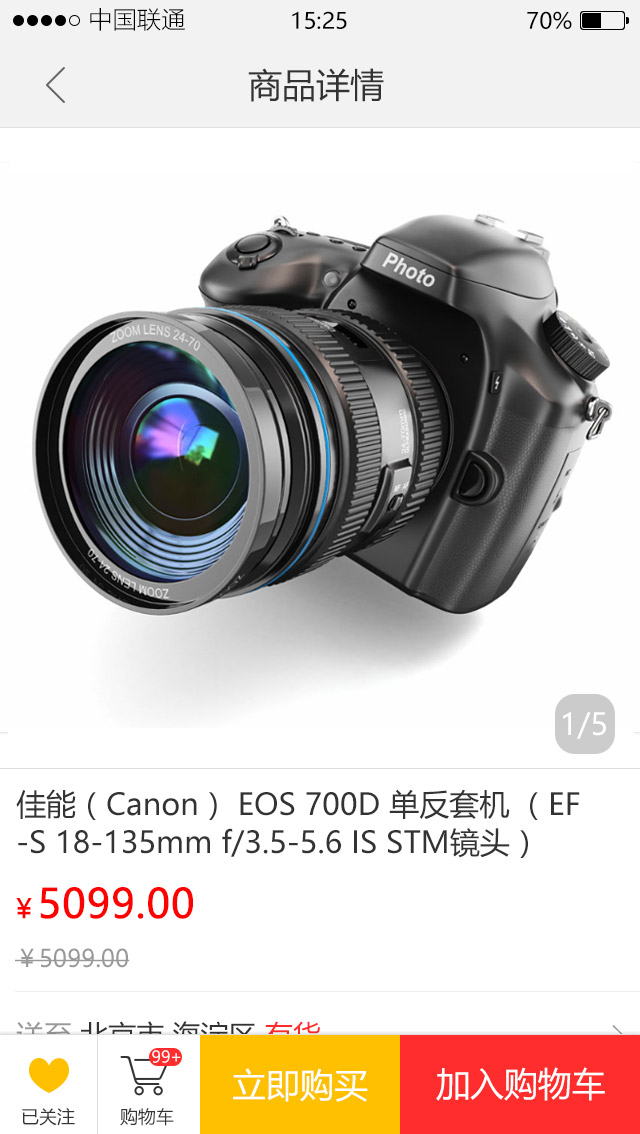 中国联通 15:25 70%
商品详情
Photo
ZOOM LENS 24-70
ZOOM LENS 24-70
1/5
佳能（Canon） EOS 700D 单反套机 （EF
-S 18-135mm f/3.5-5.6 IS STM镜头）
￥5099.00
￥5099.00
送至 北京市 海淀区 有货
99+
已关注 购物车 立即购买 加入购物车